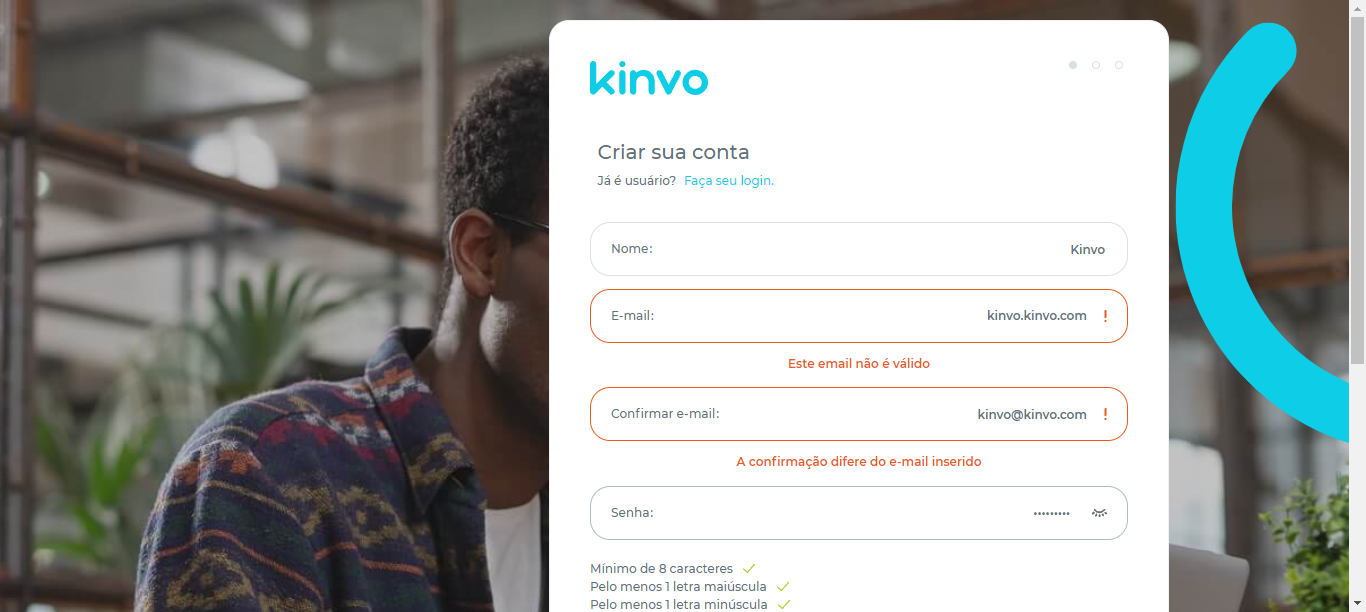 kinvo
Criar sua conta
Já é usuário? Faça seu login.
Nome: Kinvo
E-mail: kinvo.kinvo.com !
Este email não é válido
Confirmar e-mail: kinvo@kinvo.com !
A confirmação difere do e-mail inserido
Senha: •••••••••
Mínimo de 8 caracteres
Pelo menos 1 letra maiúscula
Pelo menos 1 letra minúscula